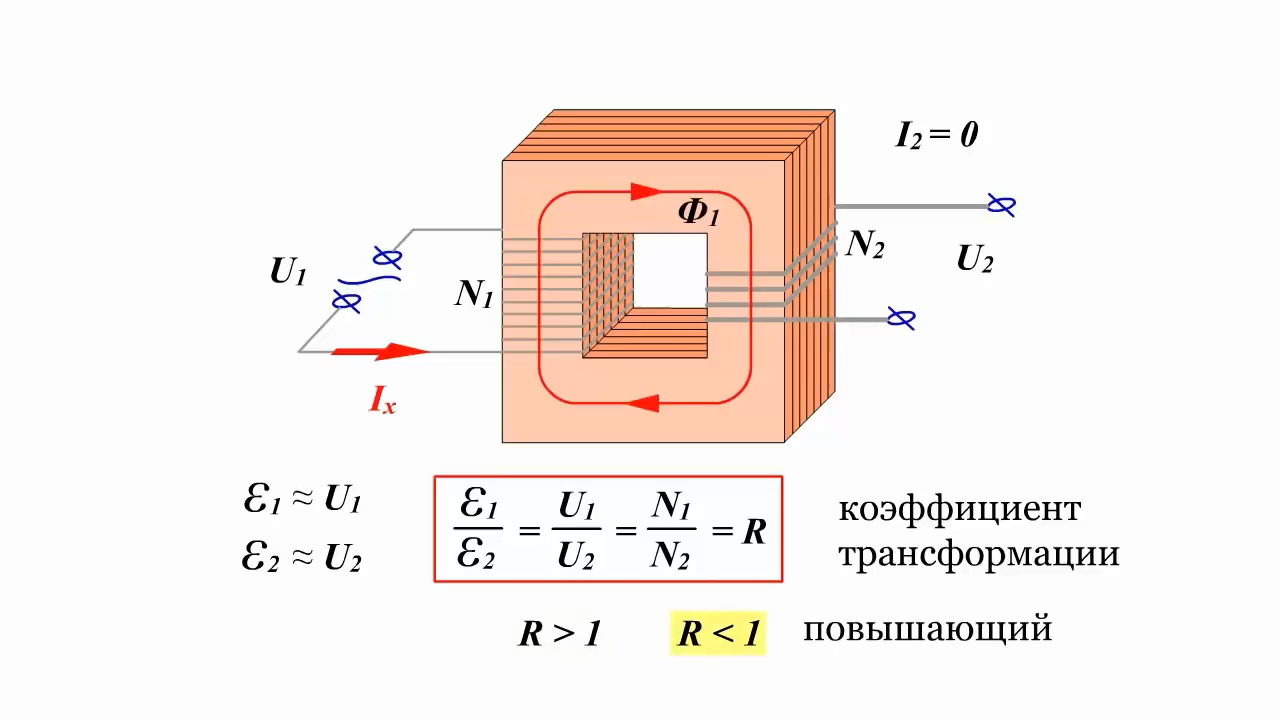 I₂ = 0
Φ₁
U₁
N₁
N₂
U₂
Iₓ
ℰ₁ ≈ U₁
ℰ₂ ≈ U₂
ℰ₁/ℰ₂ = U₁/U₂ = N₁/N₂ = R
коэффициент
трансформации
R > 1
R < 1
повышающий